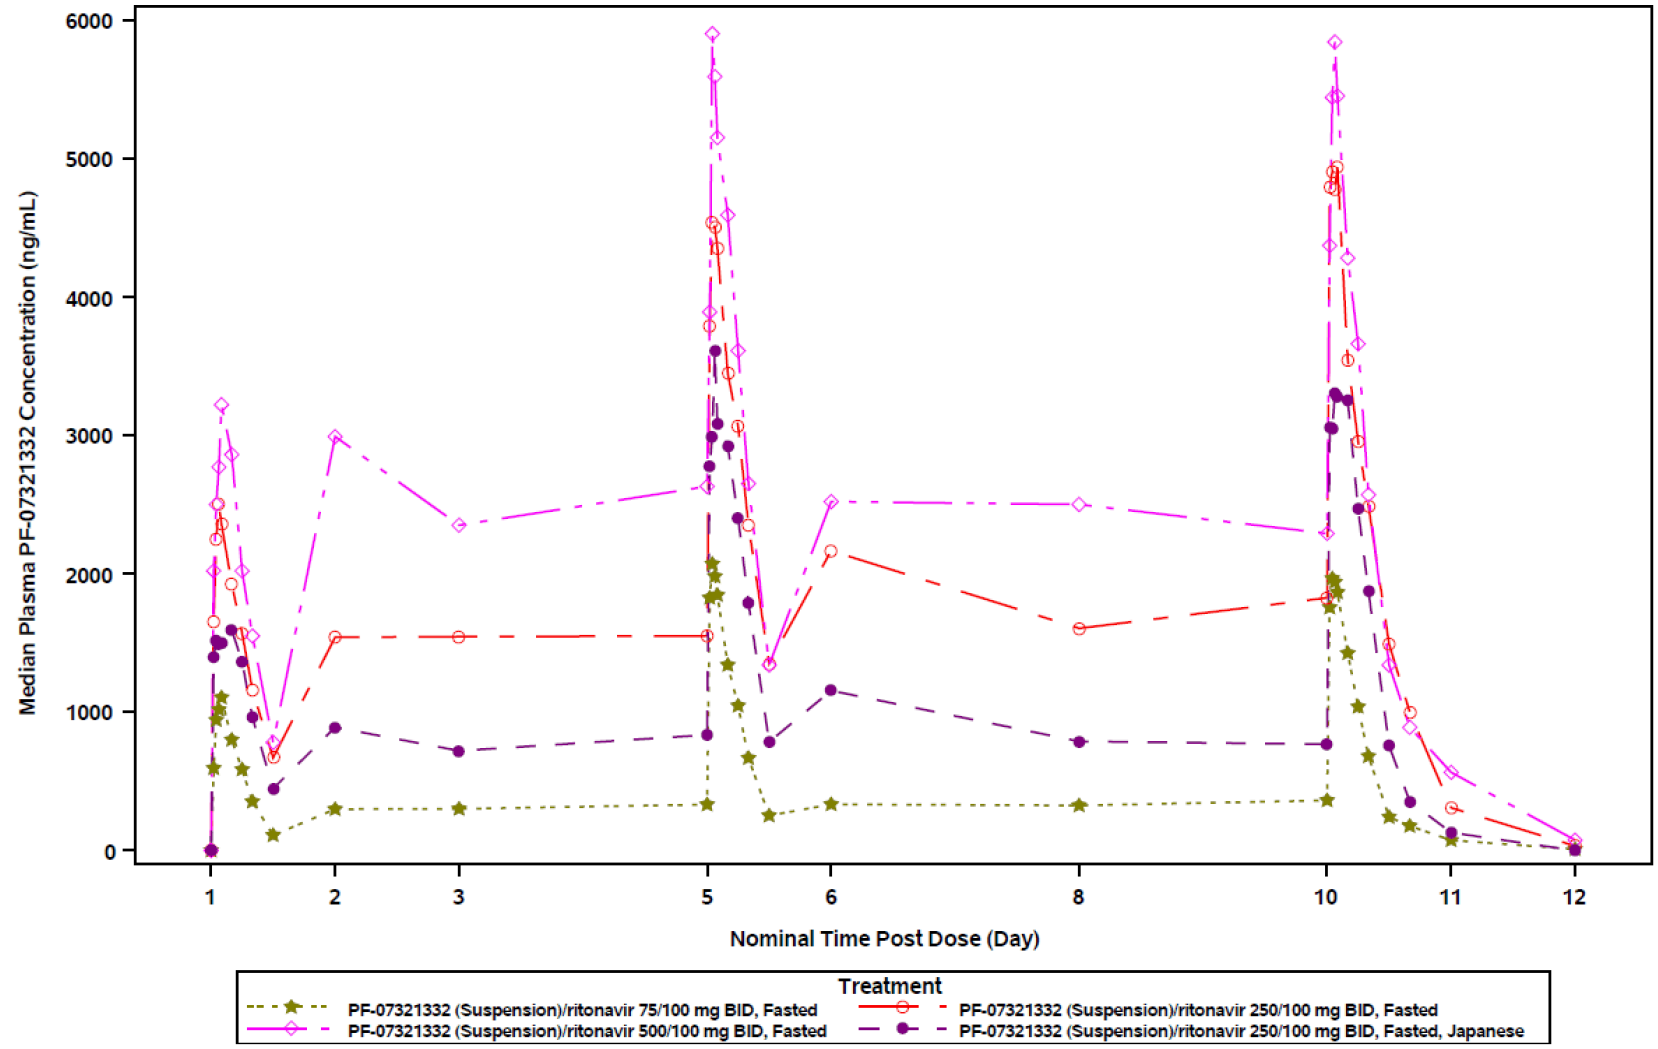 6000
5000
4000
3000
2000
1000
0
Median Plasma PF-07321332 Concentration (ng/mL)
1 2 3 5 6 8 10 11 12
Nominal Time Post Dose (Day)
Treatment
PF-07321332 (Suspension)/ritonavir 75/100 mg BID, Fasted PF-07321332 (Suspension)/ritonavir 250/100 mg BID, Fasted
PF-07321332 (Suspension)/ritonavir 500/100 mg BID, Fasted PF-07321332 (Suspension)/ritonavir 250/100 mg BID, Fasted, Japanese